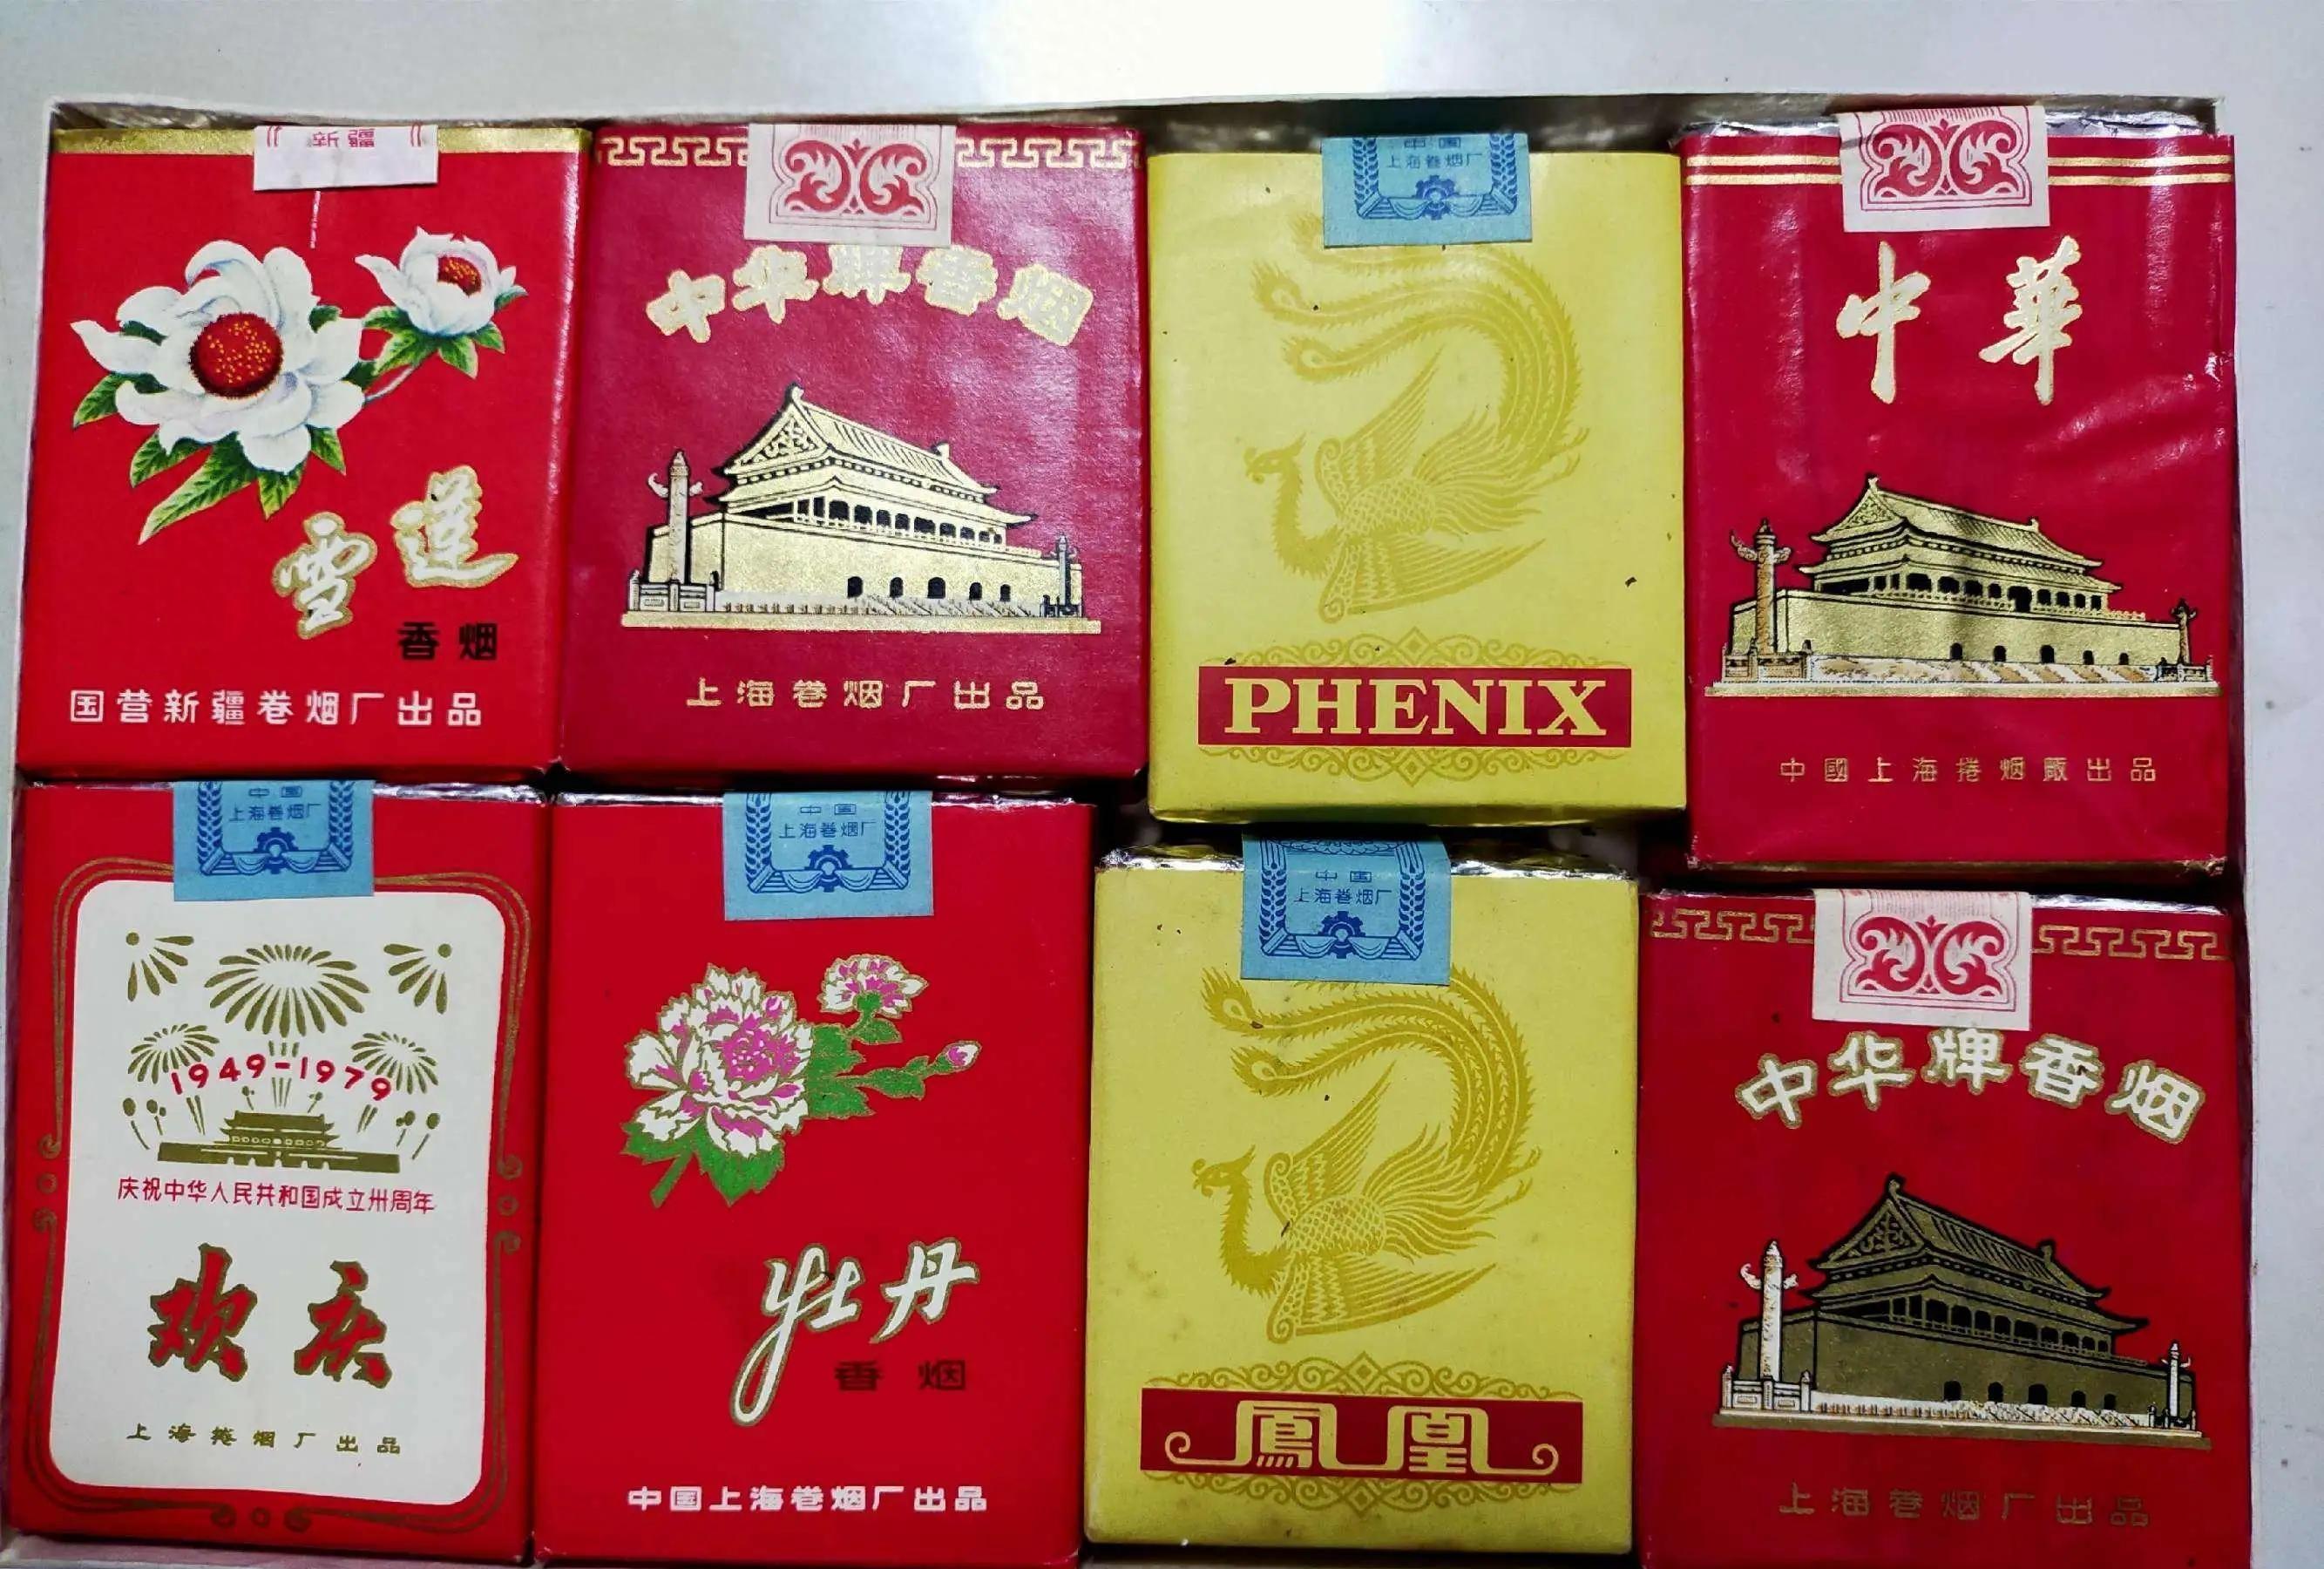 新疆
雪莲
香烟
国营新疆卷烟厂出品
中华牌香烟
上海卷烟厂出品
中国
上海卷烟厂
PHENIX
中華
中國上海捲烟厰出品
中国
上海卷烟厂
1949-1979
庆祝中华人民共和国成立卅周年
欢庆
上海捲烟厂出品
中国
上海卷烟厂
牡丹
香烟
中国上海卷烟厂出品
中国
上海卷烟厂
鳳凰
中华牌香烟
上海卷烟厂出品